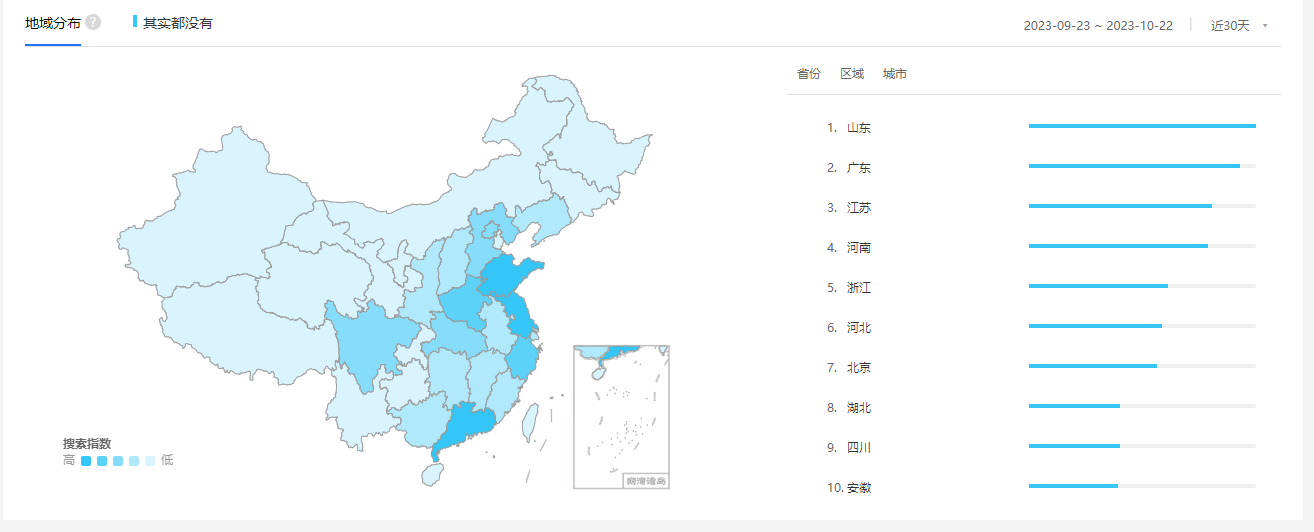 地域分布 ? 其实都没有 2023-09-23 ~ 2023-10-22 近30天
省份 区域 城市
1. 山东
2. 广东
3. 江苏
4. 河南
5. 浙江
6. 河北
7. 北京
8. 湖北
9. 四川
10. 安徽
搜索指数
高 低
南海诸岛